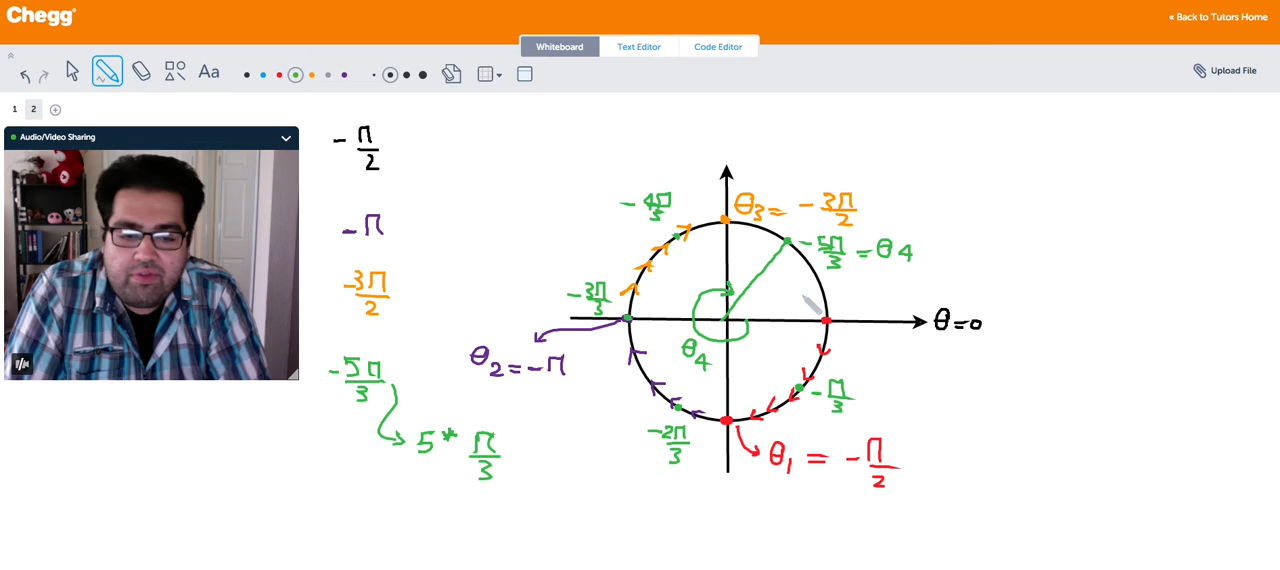 Chegg
« Back to Tutors Home
Whiteboard Text Editor Code Editor
Aa
Upload File
1 2
Audio/Video Sharing
-π/2
-π
-3π/2
-5π/3
5 * π/3
-4π/3
θ3 = -3π/2
-5π/3 = θ4
-3π/3
θ=0
θ2 = -π
θ4
-π/3
-2π/3
θ1 = -π/2